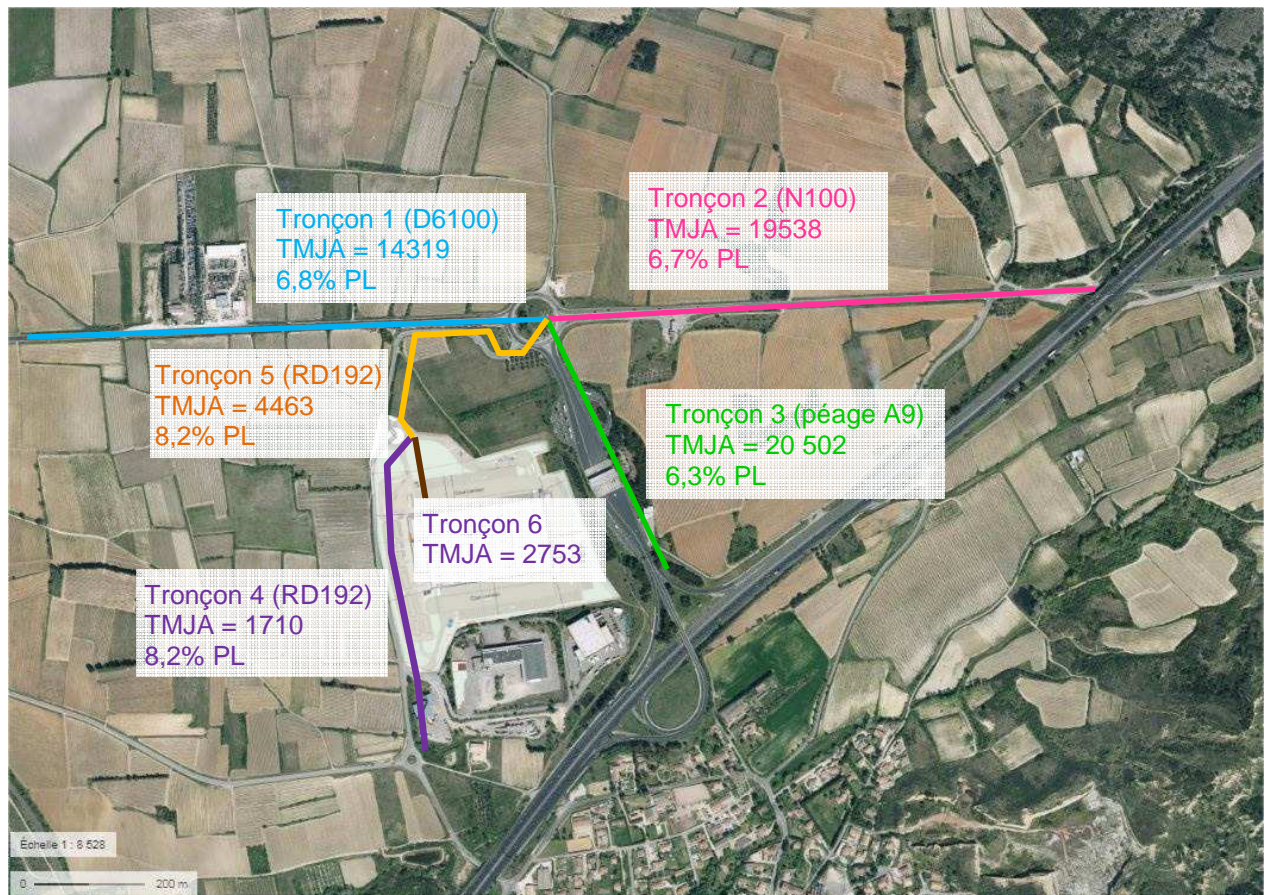 Tronçon 2 (N100)
TMJA = 19538
6,7% PL
Tronçon 1 (D6100)
TMJA = 14319
6,8% PL
Tronçon 5 (RD192)
TMJA = 4463
8,2% PL
Tronçon 3 (péage A9)
TMJA = 20 502
6,3% PL
Tronçon 6
TMJA = 2753
Tronçon 4 (RD192)
TMJA = 1710
8,2% PL
Échelle 1 : 8 528
0 200 m